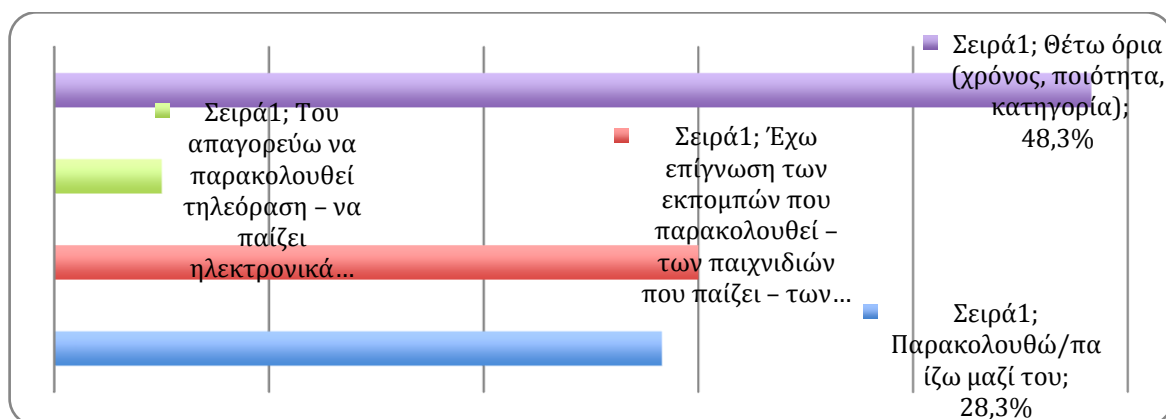 Σειρά1; Θέτω όρια
(χρόνος, ποιότητα,
κατηγορία);
48,3%
Σειρά1; Του
απαγορεύω να
παρακολουθεί
τηλεόραση – να
παίζει
ηλεκτρονικά…
Σειρά1; Έχω
επίγνωση των
εκπομπών που
παρακολουθεί –
των παιχνιδιών
που παίζει – των…
Σειρά1;
Παρακολουθώ/πα
ίζω μαζί του;
28,3%